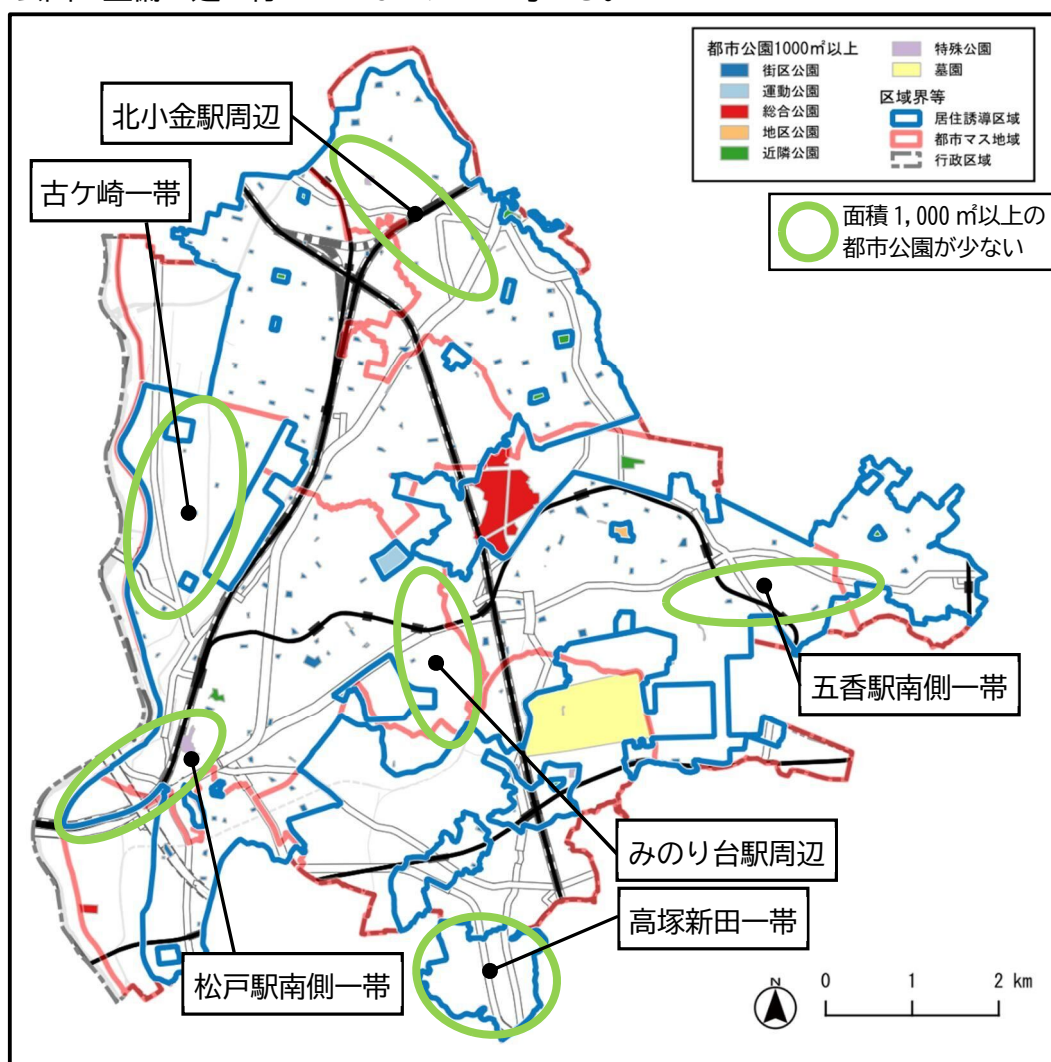 都市公園1000㎡以上
街区公園
運動公園
総合公園
地区公園
近隣公園
特殊公園
墓園
区域界等
居住誘導区域
都市マス地域
行政区域
面積1,000㎡以上の
都市公園が少ない
北小金駅周辺
古ケ崎一帯
五香駅南側一帯
みのり台駅周辺
高塚新田一帯
松戸駅南側一帯
N
0 1 2 km